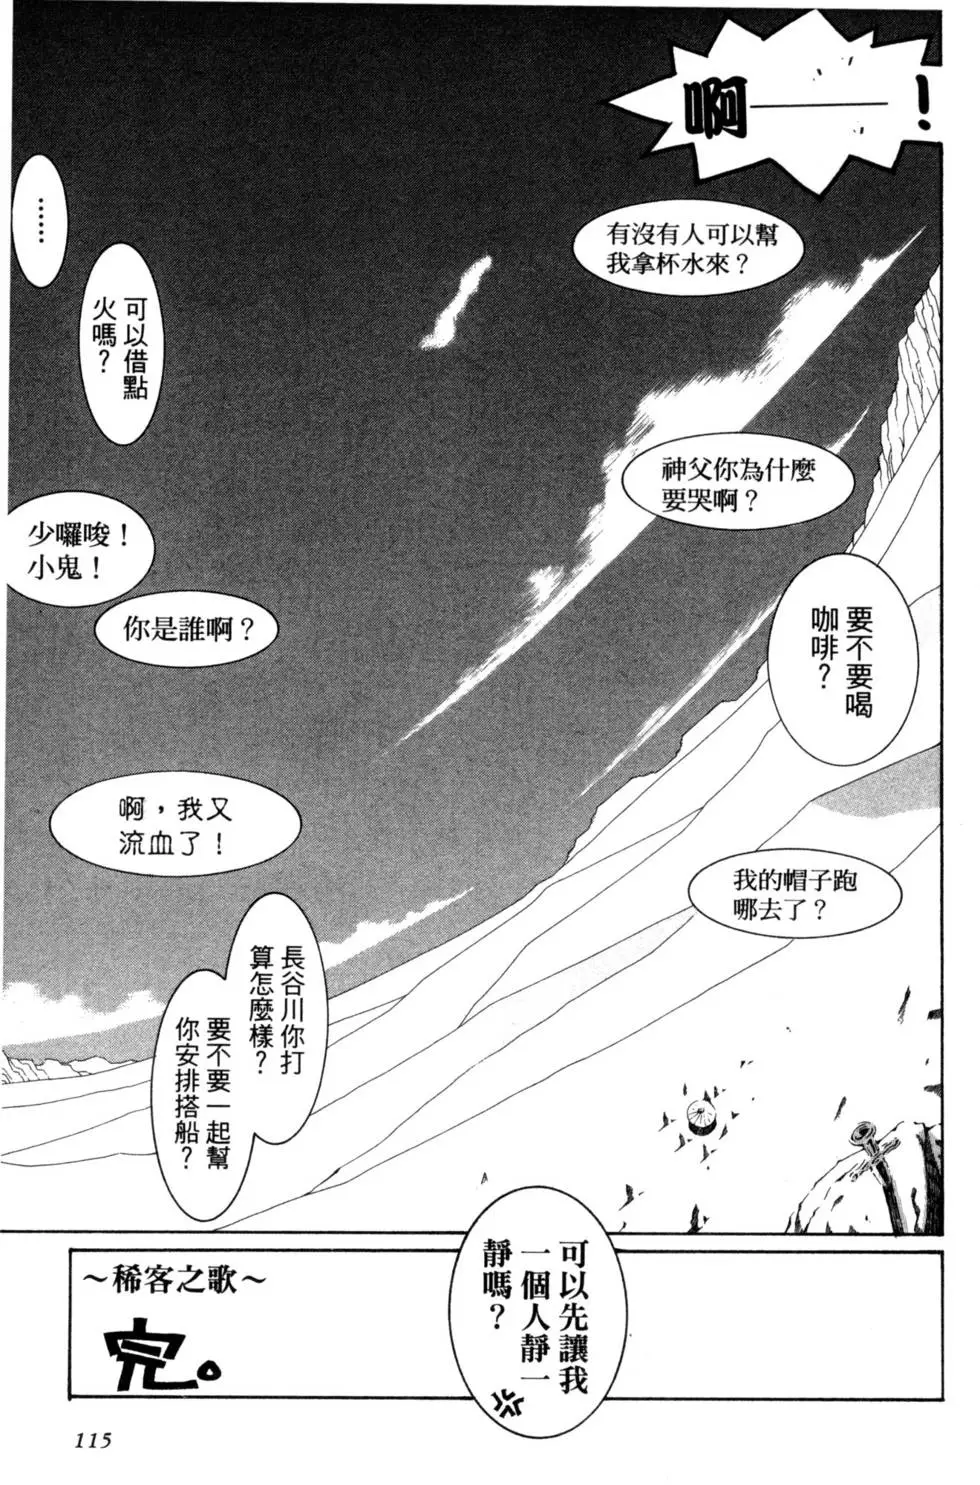 啊——！
有沒有人可以幫
我拿杯水來？
神父你為什麼
要哭啊？
要不要喝
咖啡？
我的帽子跑
哪去了？
……
可以借點
火嗎？
少囉唆！
小鬼！
你是誰啊？
啊，我又
流血了！
長谷川你打
算怎麼樣？
要不要一起幫
你安排搭船？
可以先讓我
一個人靜一
靜嗎？
～稀客之歌～
完。
115